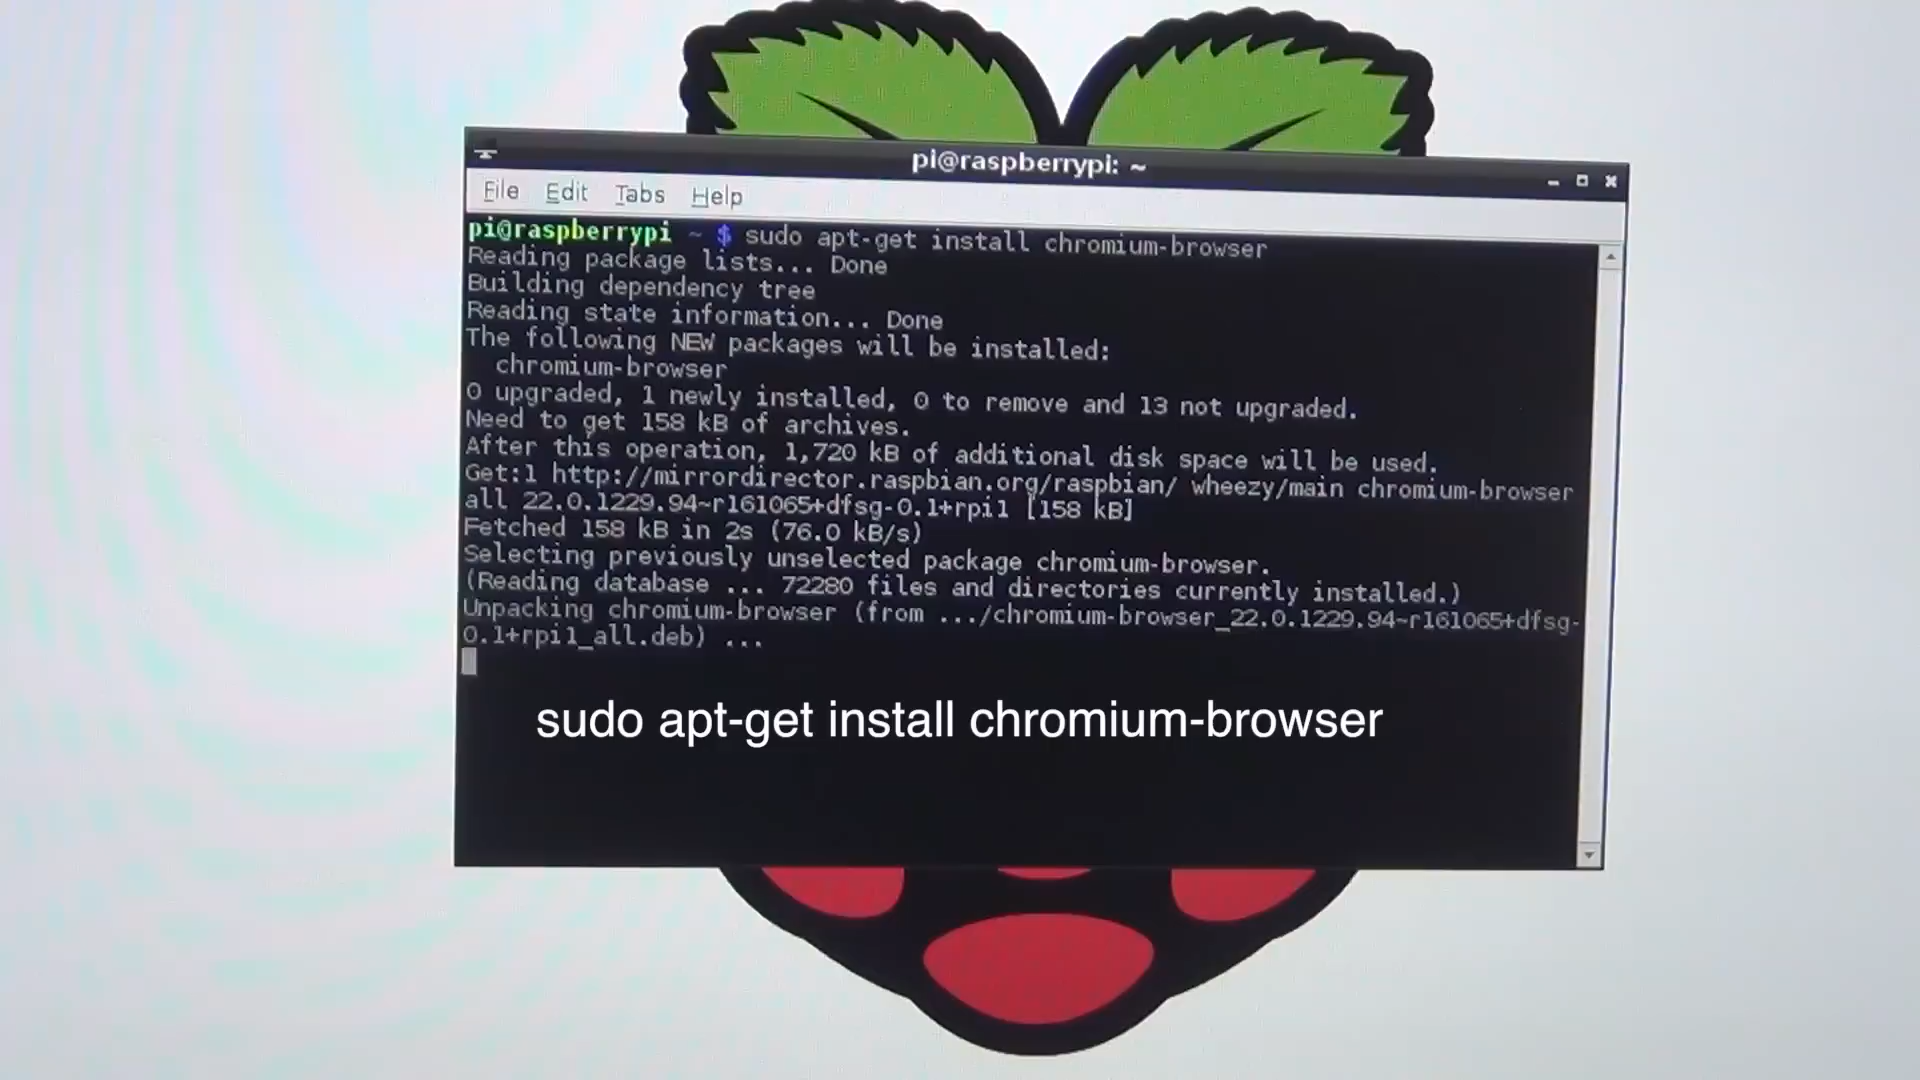 pi@raspberrypi: ~
File Edit Tabs Help
pi@raspberrypi ~ $ sudo apt-get install chromium-browser
Reading package lists... Done
Building dependency tree
Reading state information... Done
The following NEW packages will be installed:
chromium-browser
0 upgraded, 1 newly installed, 0 to remove and 13 not upgraded.
Need to get 158 kB of archives.
After this operation, 1,720 kB of additional disk space will be used.
Get:1 http://mirrordirector.raspbian.org/raspbian/ wheezy/main chromium-browser
all 22.0.1229.94~r161065+dfsg-0.1+rpi1 [158 kB]
Fetched 158 kB in 2s (76.0 kB/s)
Selecting previously unselected package chromium-browser.
(Reading database ... 72280 files and directories currently installed.)
Unpacking chromium-browser (from .../chromium-browser_22.0.1229.94~r161065+dfsg-
0.1+rpi1_all.deb) ...
sudo apt-get install chromium-browser